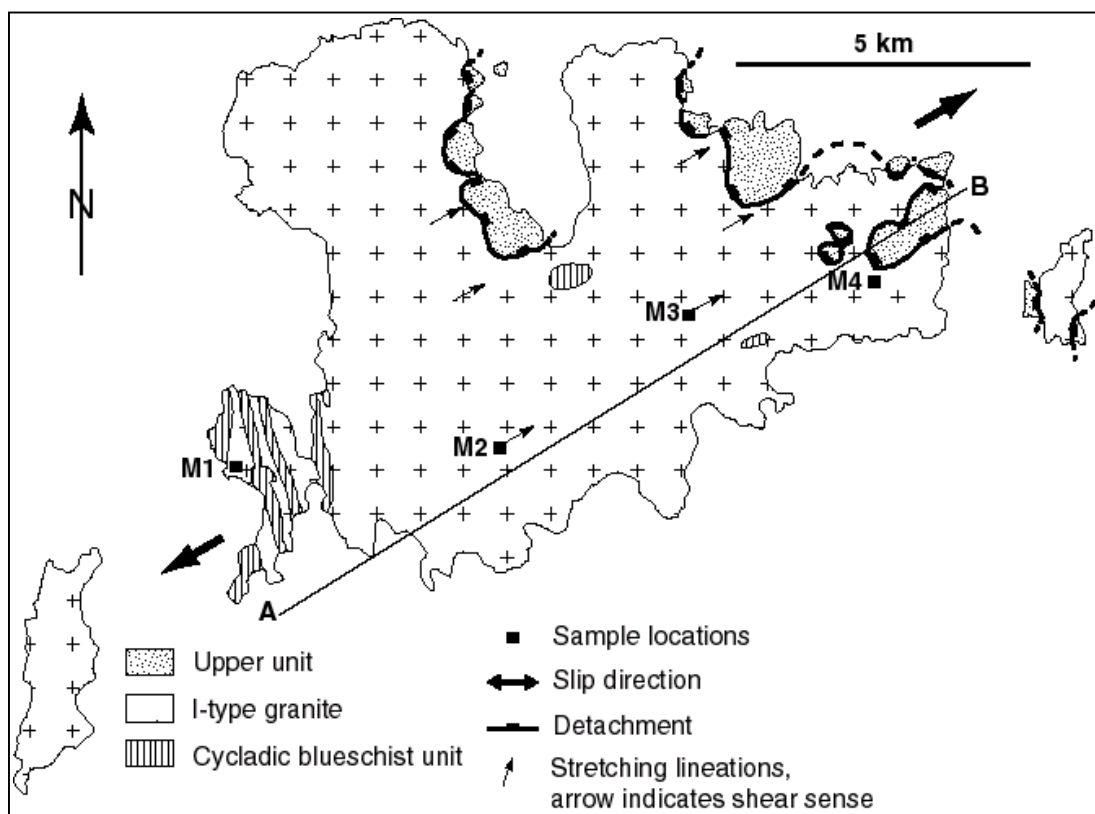 5 km
N
B
M4
M3
M2
M1
A
Upper unit
I-type granite
Cycladic blueschist unit
Sample locations
Slip direction
Detachment
Stretching lineations,
arrow indicates shear sense